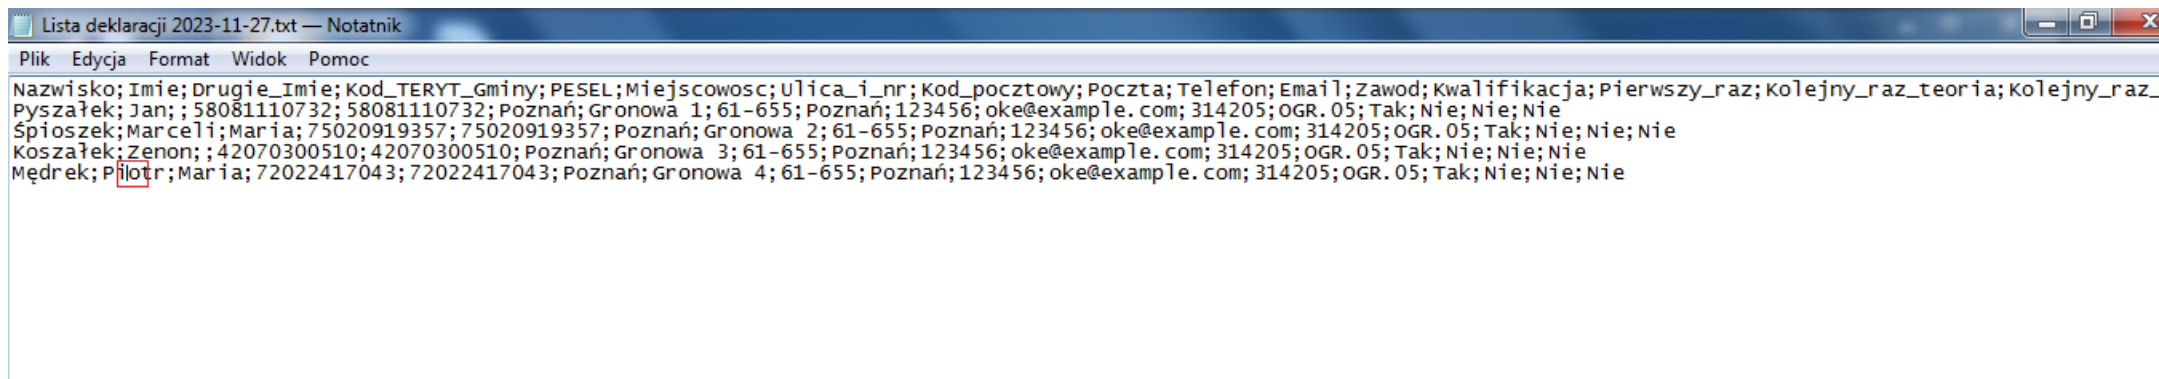 Lista deklaracji 2023-11-27.txt — Notatnik
Plik Edycja Format Widok Pomoc
Nazwisko;Imie;Drugie_Imie;Kod_TERYT_Gminy;PESEL;Miejscowosc;Ulica_i_nr;Kod_pocztowy;Poczta;Telefon;Email;Zawod;Kwalifikacja;Pierwszy_raz;Kolejny_raz_teoria;Kolejny_raz_
Pyszałek;Jan;;58081110732;58081110732;Poznań;Gronowa 1;61-655;Poznań;123456;oke@example.com;314205;OGR.05;Tak;Nie;Nie;Nie
Śpioszek;Marceli;Maria;75020919357;75020919357;Poznań;Gronowa 2;61-655;Poznań;123456;oke@example.com;314205;OGR.05;Tak;Nie;Nie;Nie
Koszałek;Zenon;;42070300510;42070300510;Poznań;Gronowa 3;61-655;Poznań;123456;oke@example.com;314205;OGR.05;Tak;Nie;Nie;Nie
Mędrek;Piotr;Maria;72022417043;72022417043;Poznań;Gronowa 4;61-655;Poznań;123456;oke@example.com;314205;OGR.05;Tak;Nie;Nie;Nie